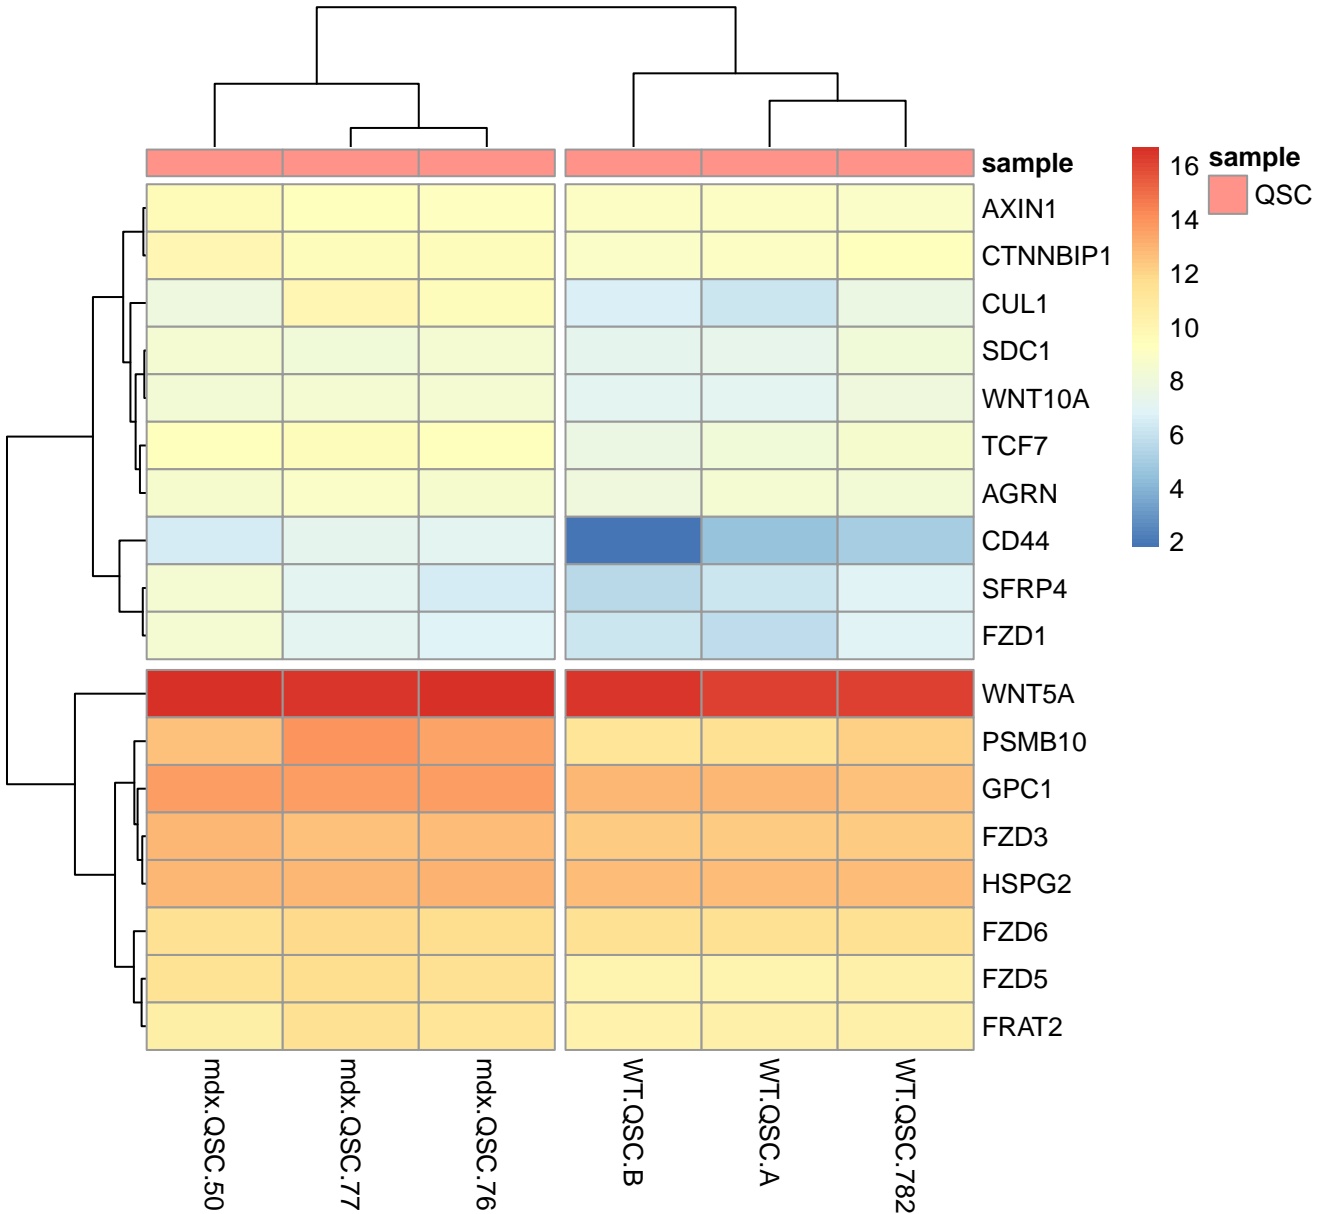 sample
AXIN1
CTNNBIP1
CUL1
SDC1
WNT10A
TCF7
AGRN
CD44
SFRP4
FZD1
WNT5A
PSMB10
GPC1
FZD3
HSPG2
FZD6
FZD5
FRAT2
mdx.QSC.50
mdx.QSC.77
mdx.QSC.76
WT.QSC.B
WT.QSC.A
WT.QSC.782
16
14
12
10
8
6
4
2
sample
QSC